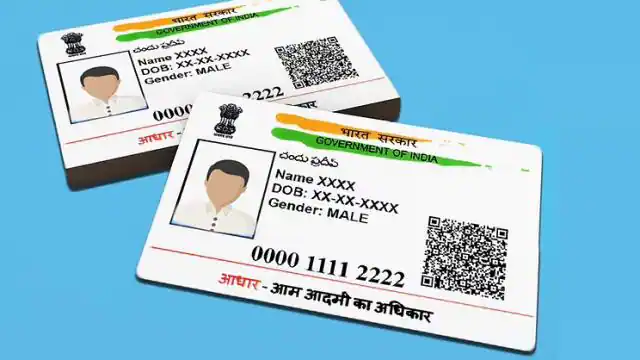 भारत सरकार
GOVERNMENT OF INDIA
చందు ప్రదీప్
Name XXXX
DOB: XX-XX-XXXX
Gender: MALE
0000 2222
आधार -
भारत सरकार
GOVERNMENT OF INDIA
చందు ప్రదీప్
Name XXXX
DOB: XX-XX-XXXX
Gender: MALE
0000 1111 2222
आधार - आम आदमी का अधिकार